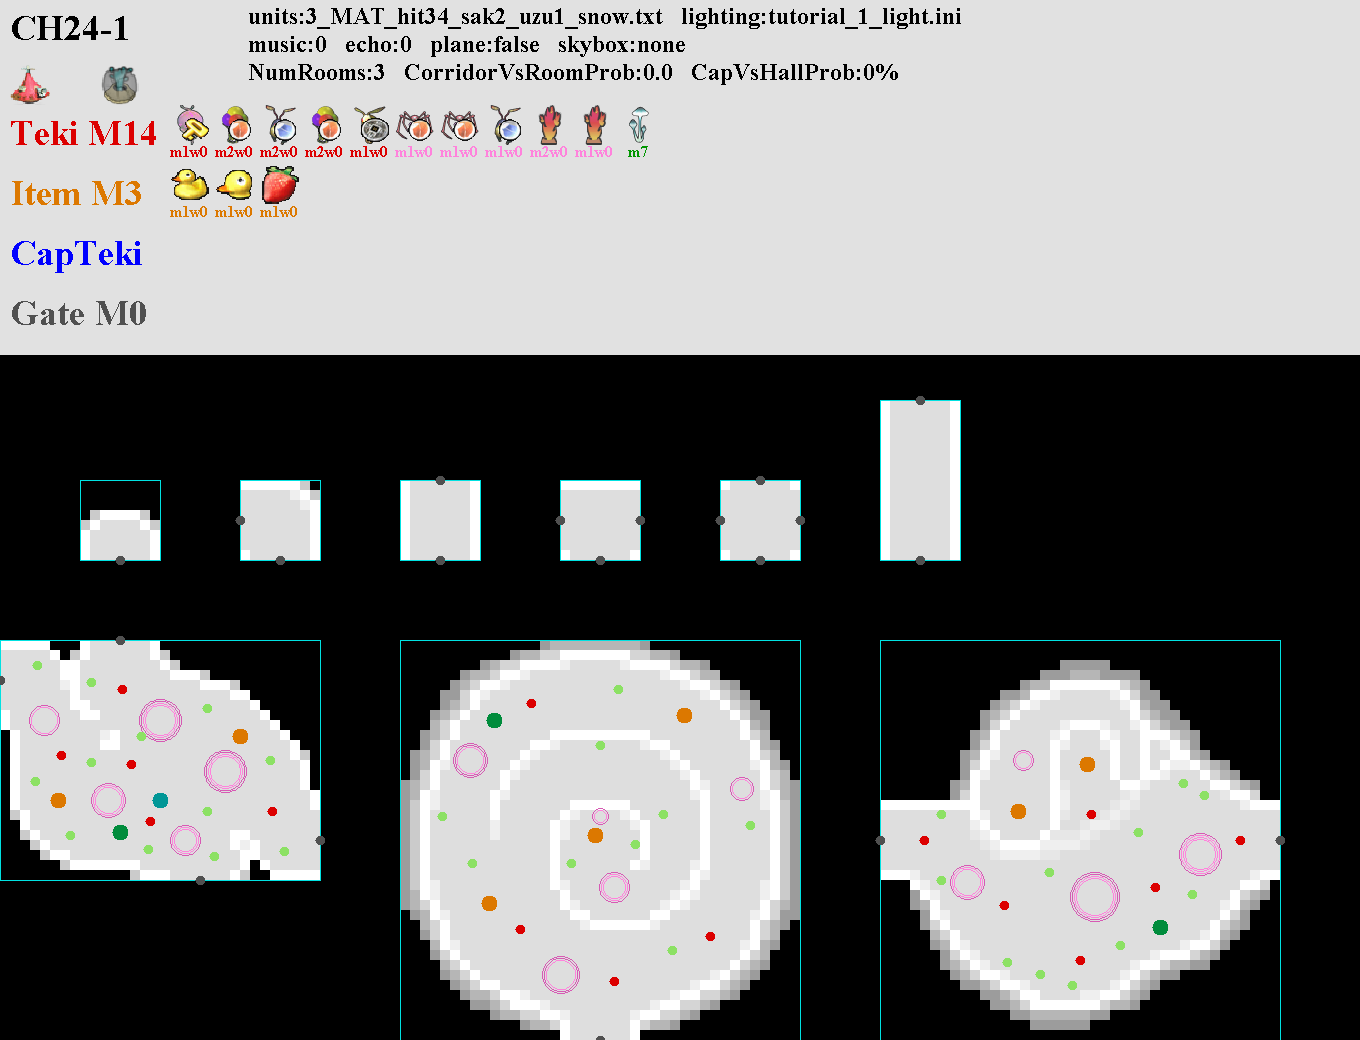 CH24-1
units:3_MAT_hit34_sak2_uzu1_snow.txt lighting:tutorial_1_light.ini
music:0 echo:0 plane:false skybox:none
NumRooms:3 CorridorVsRoomProb:0.0 CapVsHallProb:0%
Teki M14
m1w0 m2w0 m2w0 m2w0 m1w0 m1w0 m1w0 m1w0 m2w0 m1w0 m7
Item M3
m1w0 m1w0 m1w0
CapTeki
Gate M0